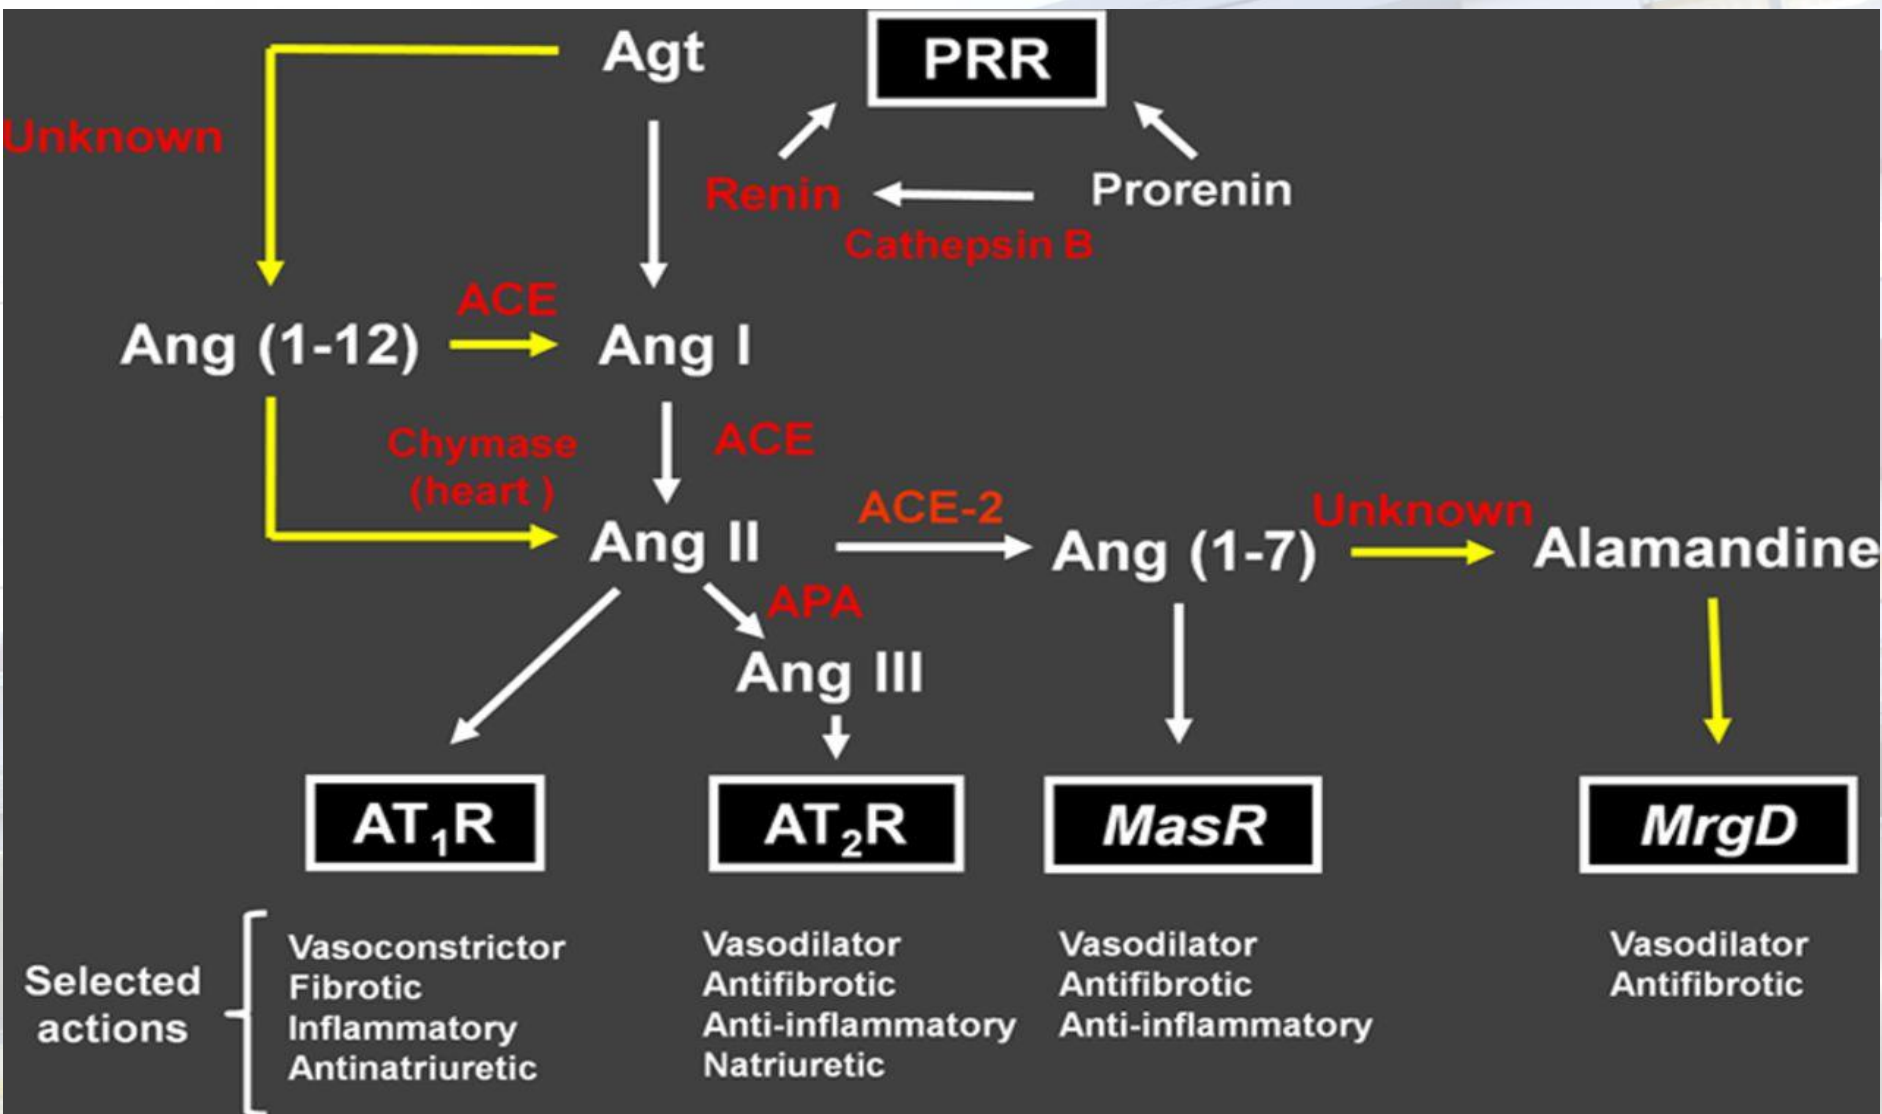 Agt
PRR
Unknown
Renin
Prorenin
Cathepsin B
ACE
Ang (1-12)
Ang I
Chymase
(heart )
ACE
Ang II
ACE-2
Ang (1-7)
Unknown
Alamandine
APA
Ang III
AT₁R
AT₂R
MasR
MrgD
Selected
actions
Vasoconstrictor
Fibrotic
Inflammatory
Antinatriuretic
Vasodilator
Antifibrotic
Anti-inflammatory
Natriuretic
Vasodilator
Antifibrotic
Anti-inflammatory
Vasodilator
Antifibrotic